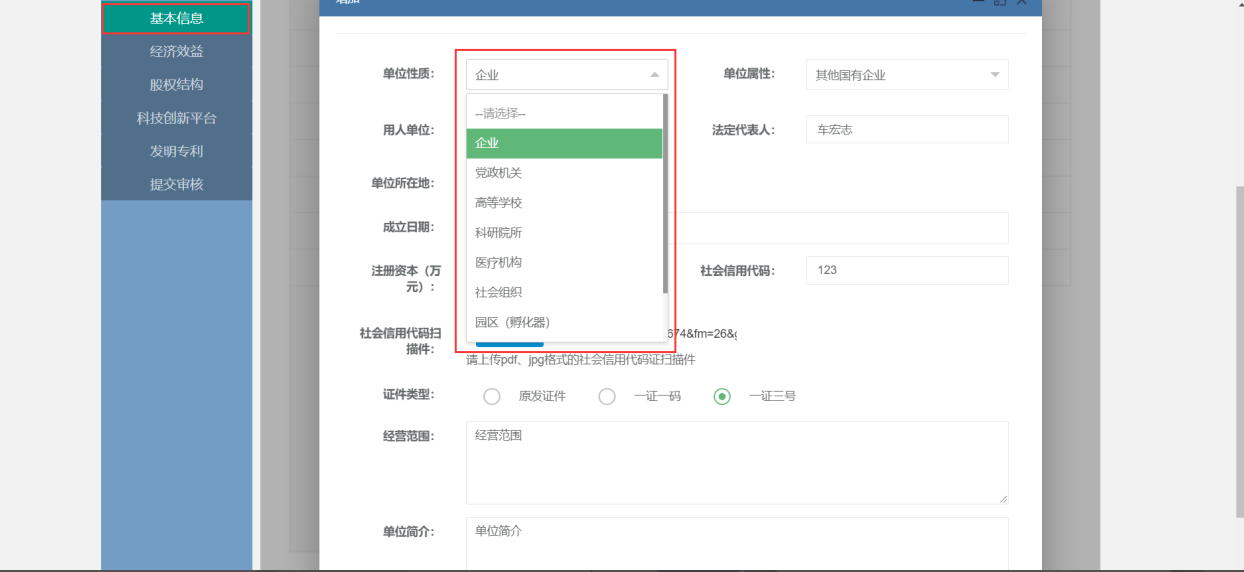 增加
基本信息
经济效益
股权结构
科技创新平台
发明专利
提交审核
单位性质：
企业
单位属性：
其他国有企业
--请选择--
企业
党政机关
高等学校
科研院所
医疗机构
社会组织
园区（孵化器）
用人单位：
法定代表人：
车宏志
单位所在地：
成立日期：
注册资本（万
元）：
社会信用代码：
123
社会信用代码扫
描件：
674&fm=26&g
请上传pdf、jpg格式的社会信用代码证扫描件
证件类型：
原发证件
一证一码
一证三号
经营范围：
经营范围
单位简介：
单位简介